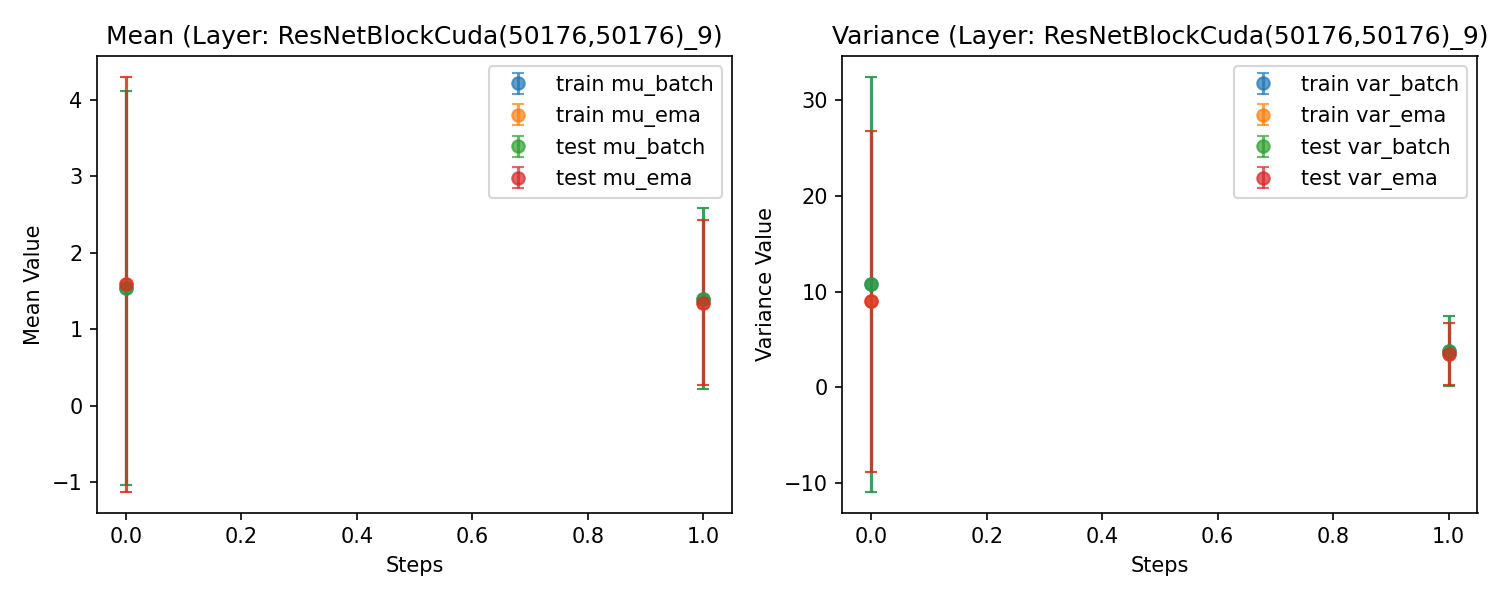 Mean (Layer: ResNetBlockCuda(50176,50176)_9)
train mu_batch
train mu_ema
test mu_batch
test mu_ema
Mean Value
4
3
2
1
0
−1
0.0 0.2 0.4 0.6 0.8 1.0
Steps
Variance (Layer: ResNetBlockCuda(50176,50176)_9)
train var_batch
train var_ema
test var_batch
test var_ema
Variance Value
30
20
10
0
−10
0.0 0.2 0.4 0.6 0.8 1.0
Steps